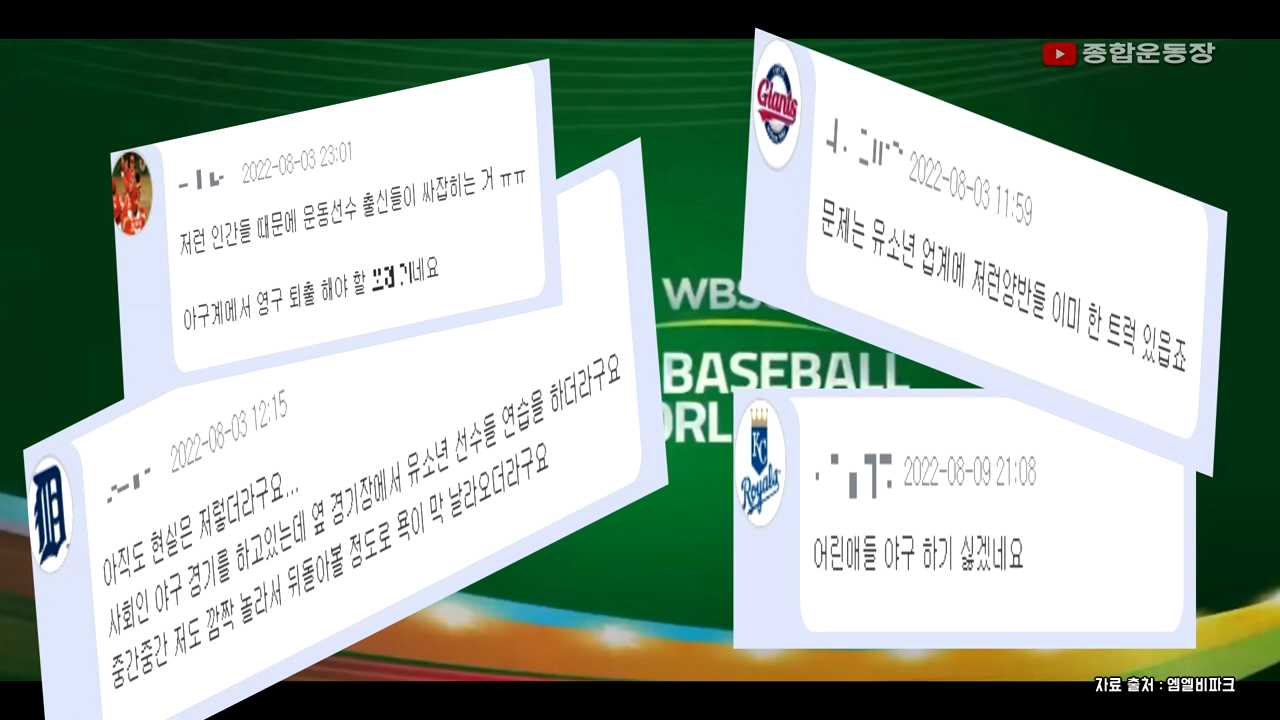 종합운동장
2022-08-03 23:01
저런 인간들 때문에 운동선수 출신들이 싸잡히는 거 ㅠㅠ
야구계에서 영구 퇴출 해야 할 네요
Giants
2022-08-03 11:59
문제는 유소년 업계에 저런양반들 이미 한 트럭 있읍죠
WBS
BASEBALL
ORL
2022-08-03 12:15
아직도 현실은 저렇더라구요...
사회인 야구 경기를 하고있는데 옆 경기장에서 유소년 선수들 연습을 하더라구요
중간중간 저도 깜짝 놀라서 뒤돌아볼 정도로 욕이 막 날라오더라구요
KC
Royals
2022-08-09 21:08
어린애들 야구 하기 싫겠네요
자료 출처 : 엠엘비파크